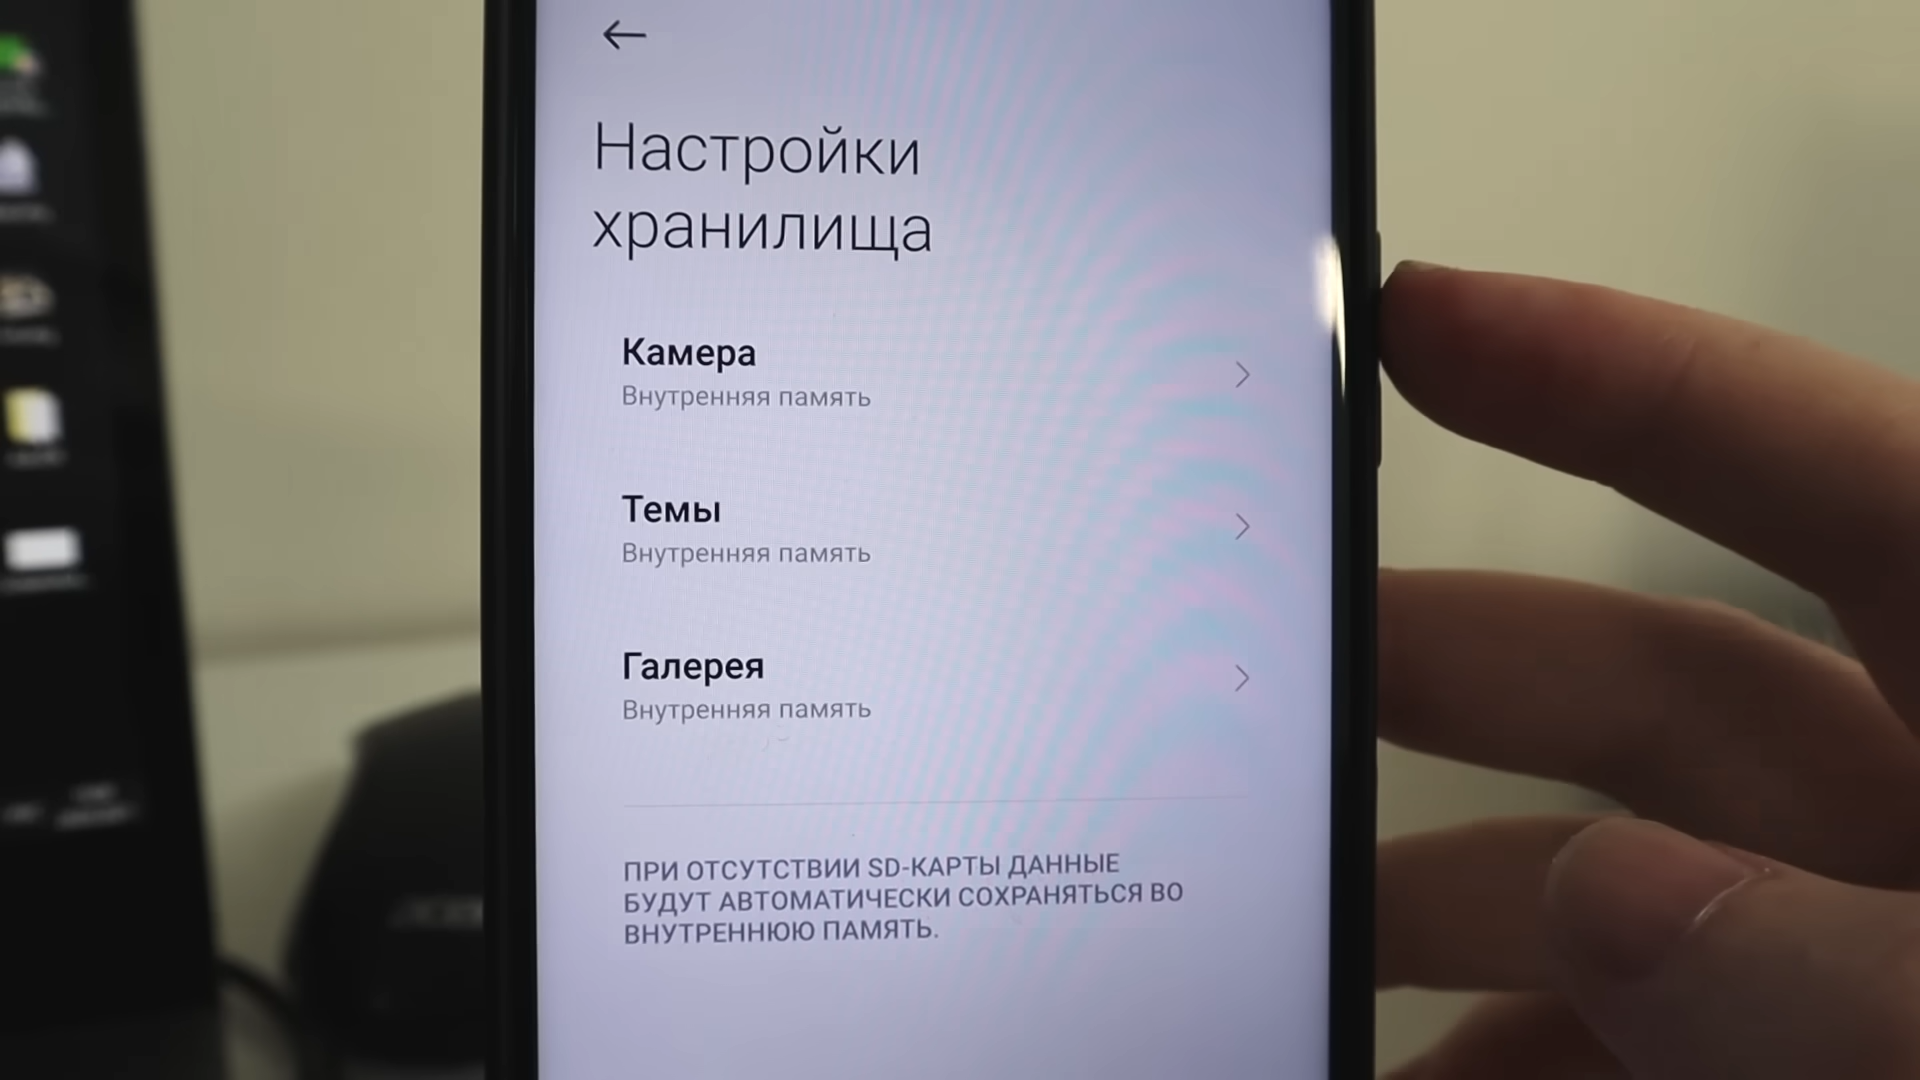 Настройки
хранилища
Камера
Внутренняя память
Темы
Внутренняя память
Галерея
Внутренняя память
ПРИ ОТСУТСТВИИ SD-КАРТЫ ДАННЫЕ
БУДУТ АВТОМАТИЧЕСКИ СОХРАНЯТЬСЯ ВО
ВНУТРЕННЮЮ ПАМЯТЬ.